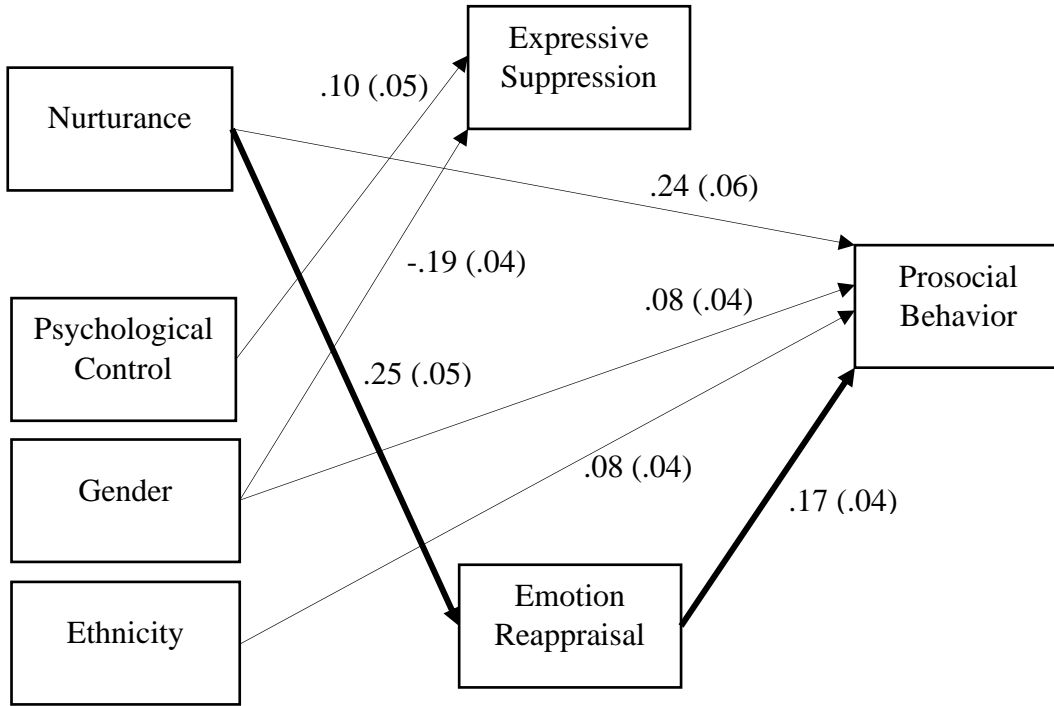 Expressive
Suppression
.10 (.05)
Nurturance
.24 (.06)
-.19 (.04)
Prosocial
Behavior
.08 (.04)
Psychological
Control
.25 (.05)
.08 (.04)
Gender
.17 (.04)
Emotion
Reappraisal
Ethnicity